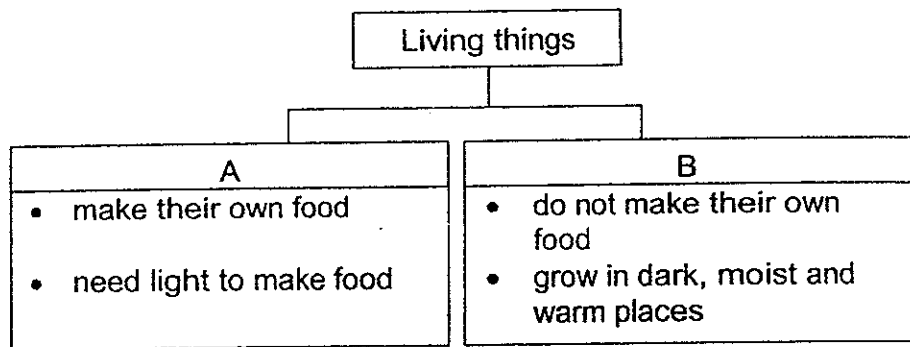 Living things
A
• make their own food
• need light to make food
B
• do not make their own
food
• grow in dark, moist and
warm places